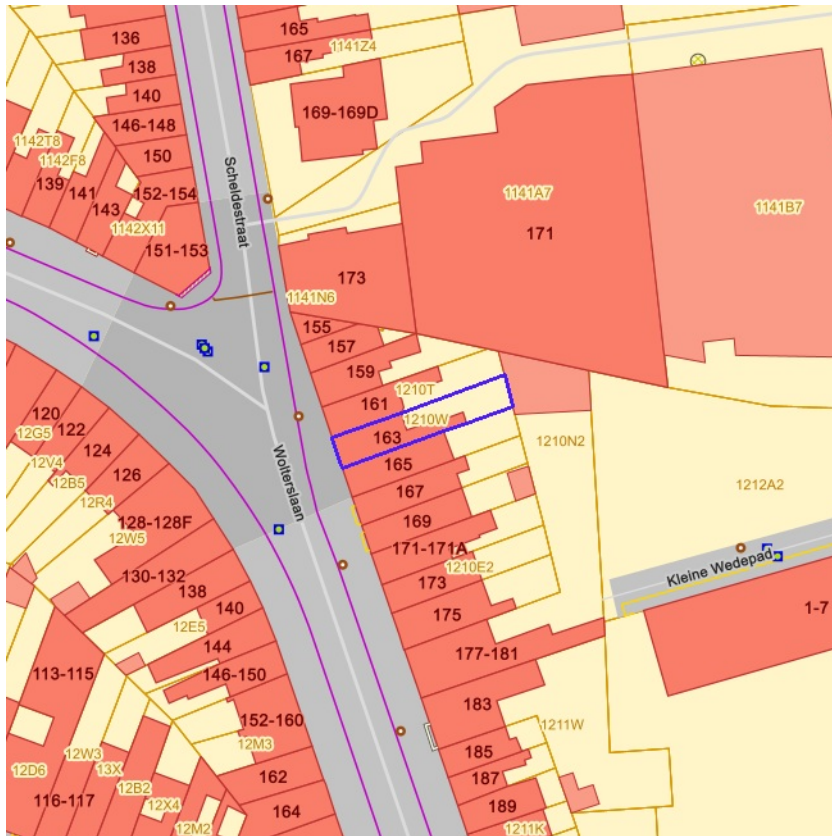 136
165
1141Z4
138
167
140
169-169D
146-148
1142T8
150
1142F8
139
141
152-154
143
1142X11
151-153
Scheldestraat
1141A7
171
1141B7
173
1141N6
155
157
159
1210T
161
1210W
163
120
12G5
122
124
12V4
12B5
126
12R4
165
1210N2
167
1212A2
Wolterslaan
128-128F
12W5
169
171-171A
1210E2
130-132
138
173
140
175
12E5
Kleine Wedepad
1-7
144
113-115
146-150
177-181
152-160
183
1211W
12M3
185
12W3
12D6
13X
162
187
12B2
116-117
12X4
164
189
12M2
1211K